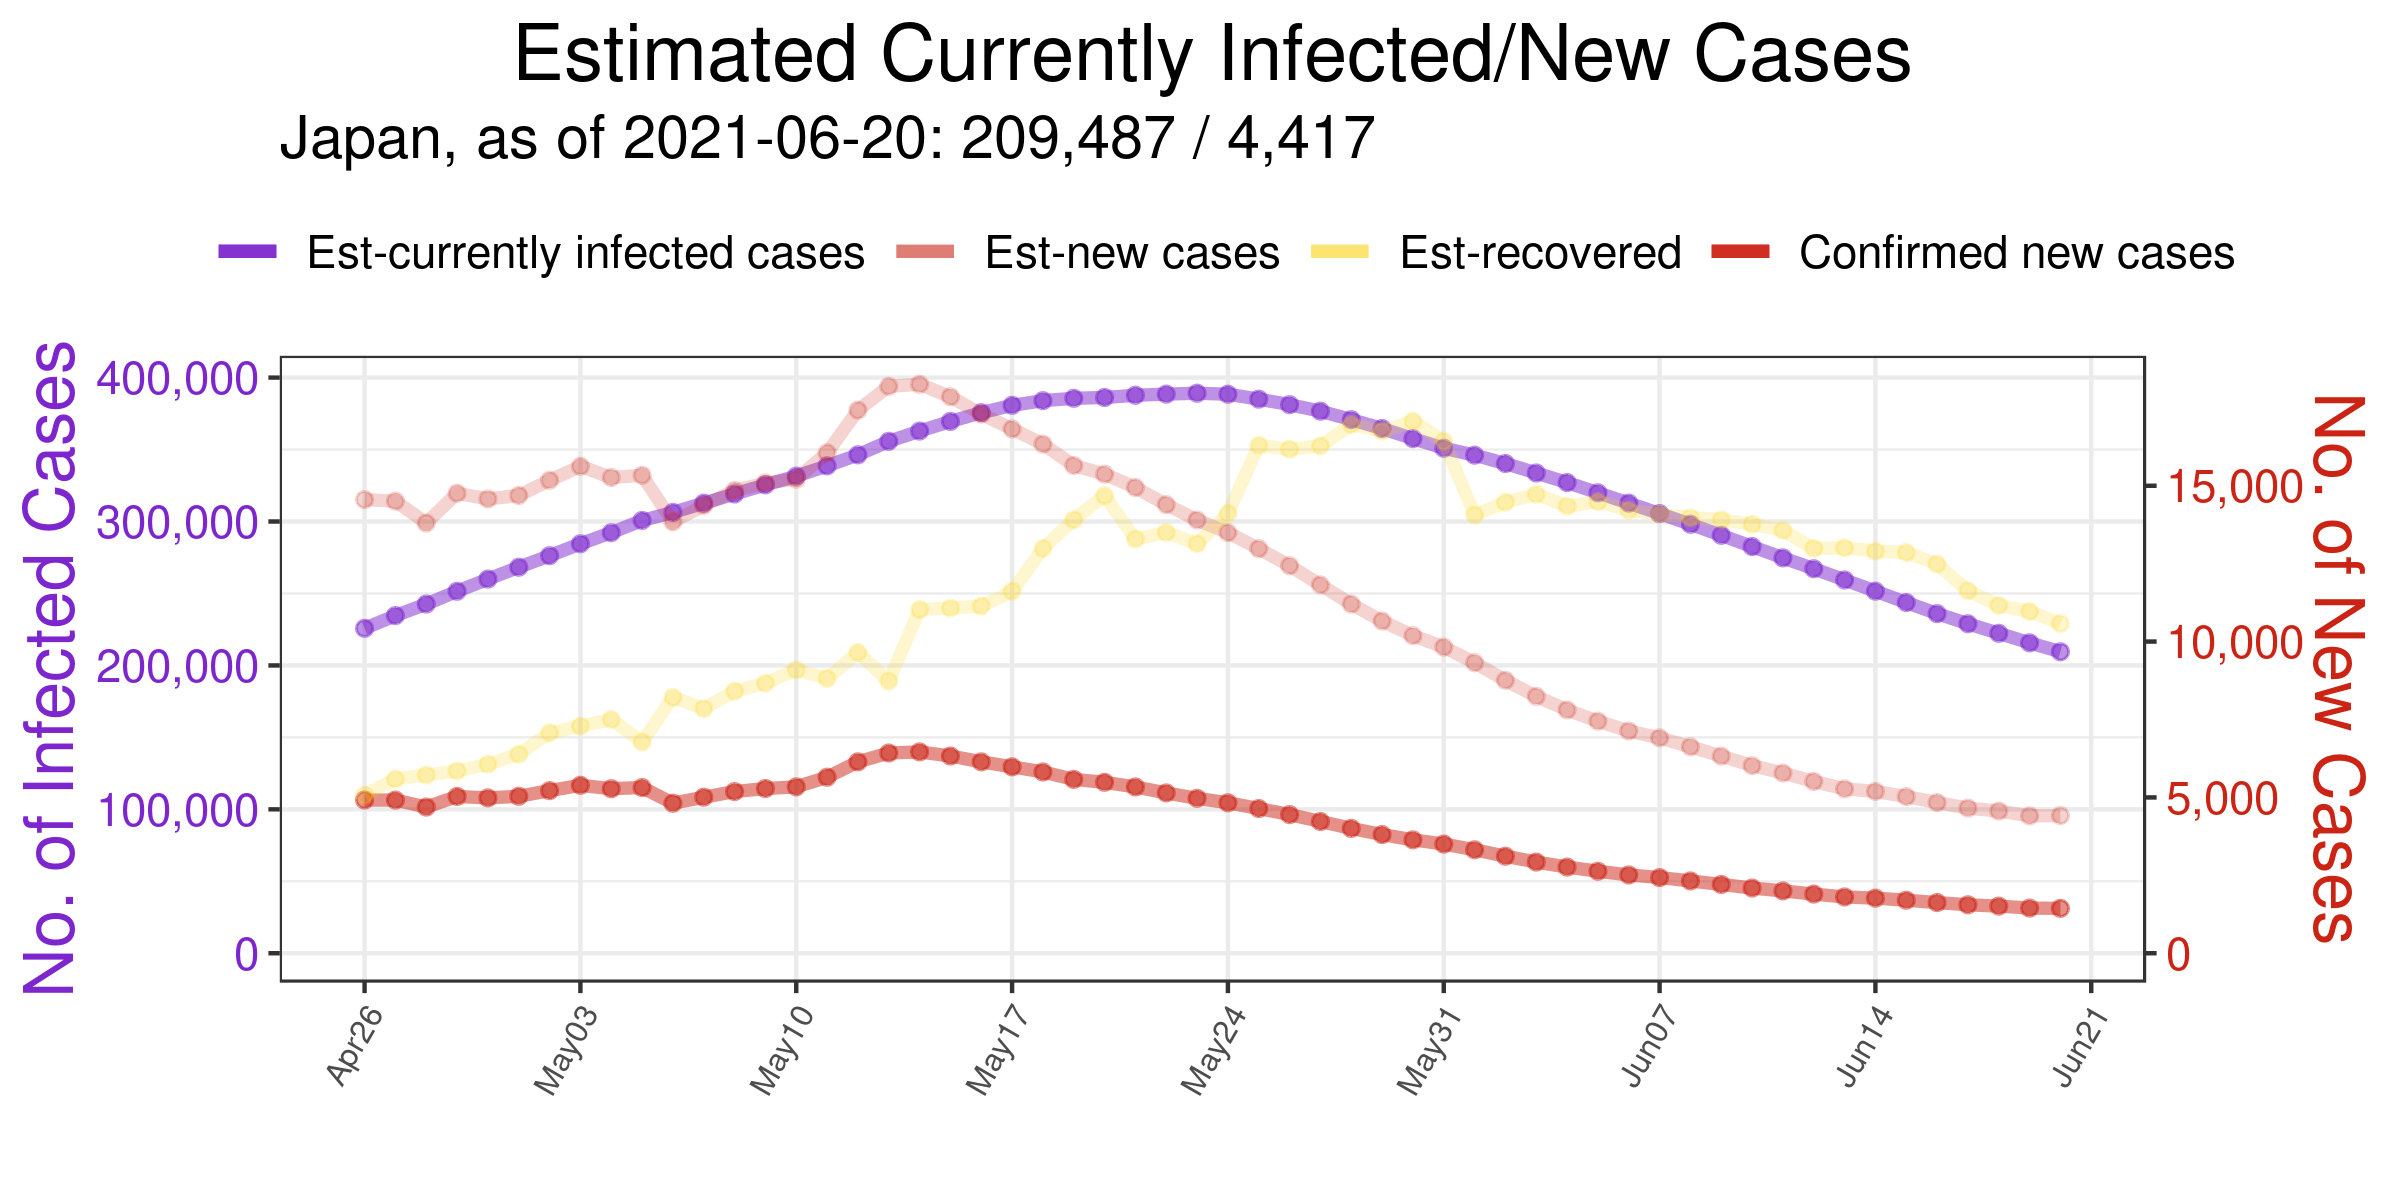 Estimated Currently Infected/New Cases
Japan, as of 2021-06-20: 209,487 / 4,417
Est-currently infected cases Est-new cases Est-recovered Confirmed new cases
No. of Infected Cases
400,000
300,000
200,000
100,000
0
15,000
10,000
5,000
0
No. of New Cases
Apr26 May03 May10 May17 May24 May31 Jun07 Jun14 Jun21